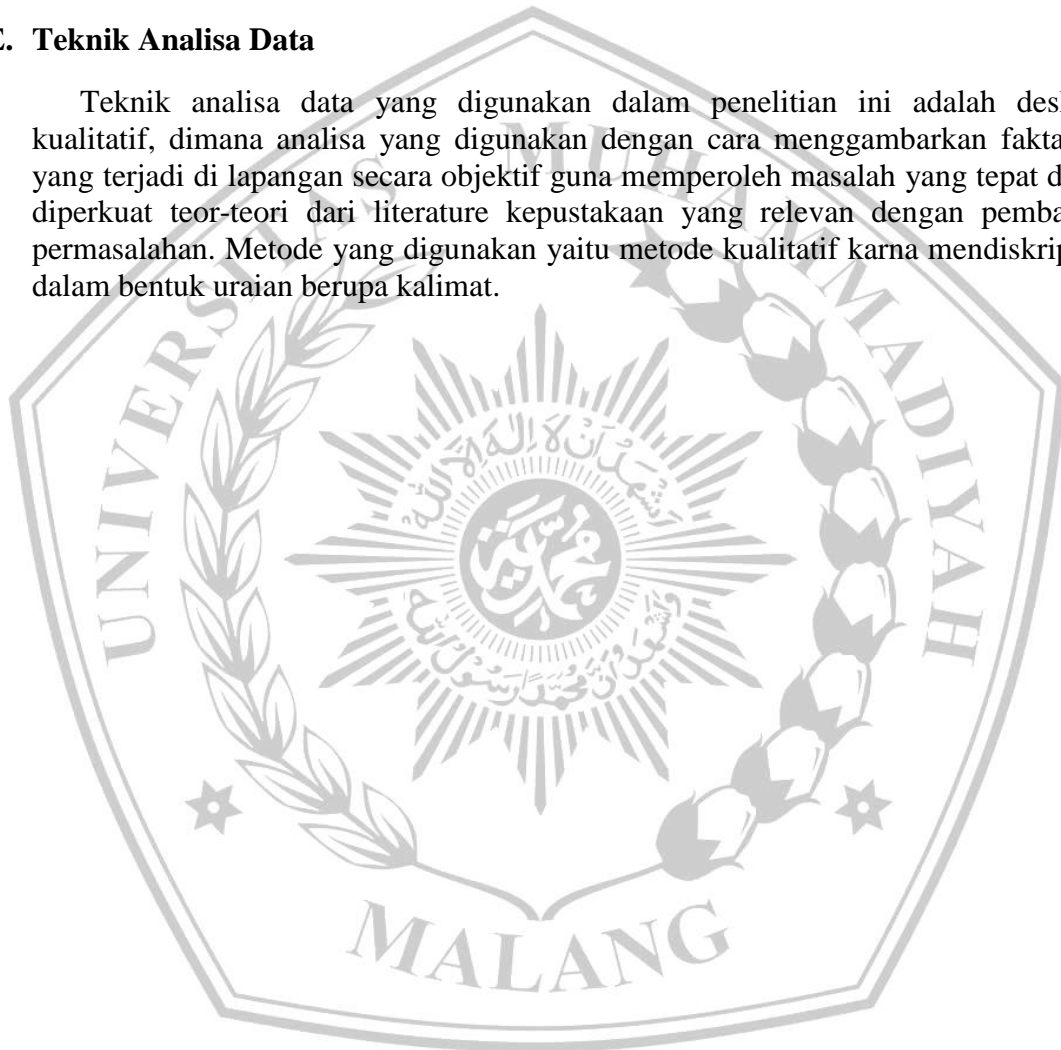 E. Teknik Analisa Data
Teknik analisa data yang digunakan dalam penelitian ini adalah
kualitatif, dimana analisa yang digunakan dengan cara menggambarkan fakta
yang terjadi di lapangan secara objektif guna memperoleh masalah yang tepat
diperkuat teor-teori dari literature kepustakaan yang relevan dengan
permasalahan. Metode yang digunakan yaitu metode kualitatif karna
dalam bentuk uraian berupa kalimat.
UNIVERSITAS MUHAMMADIYAH
MALANG